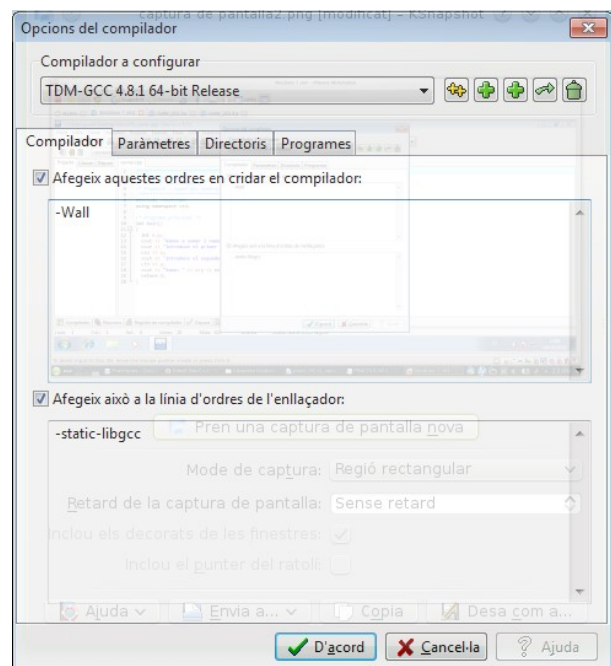 captura de pantalla2.png [modificat] – KSnapshot
Opcions del compilador
Compilador a configurar
TDM-GCC 4.8.1 64-bit Release
Compilador Paràmetres Directoris Programes
Afegeix aquestes ordres en cridar el compilador:
-Wall
Afegeix això a la línia d'ordres de l'enllaçador:
-static-libgcc
Pren una captura de pantalla nova
Mode de captura: Regió rectangular
Retard de la captura de pantalla: Sense retard
Inclou els decorats de les finestres:
Inclou el punter del ratolí:
Ajuda Envia a... Copia Desa com a...
D'acord Cancel·la Ajuda